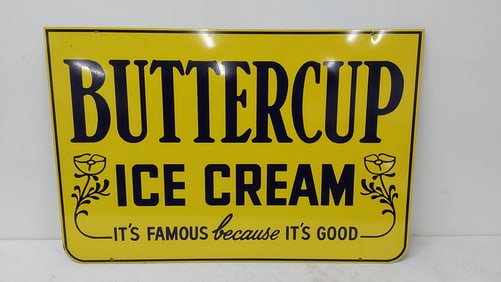 BUTTERCUP
ICE CREAM
IT'S FAMOUS because IT'S GOOD